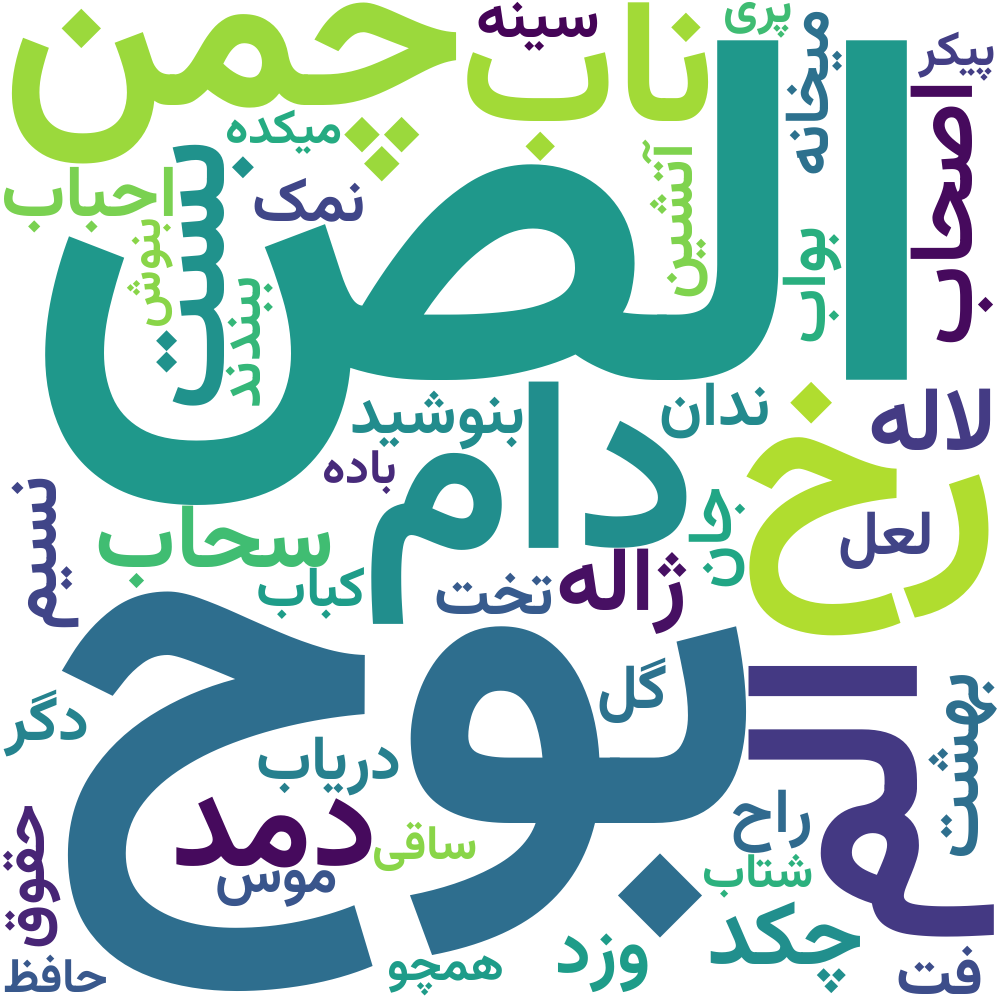 چمن
ناب
سینه
پری
میخانه
پیکر
اصحاب
میکده
نمک
احباب
بست
بنوش
ببندند
آتشین
بواب
الص
بنوشید
باده
دام
ندان
لاله
رخ
لعل
جان
نسیم
سحاب
کباب
تخت
ژاله
بوح
گل
دگر
دریاب
دمد
ساقی
موس
حقوق
حافظ
همچو
وزد
چکد
شتاب
راح
الم
بهشت
فت